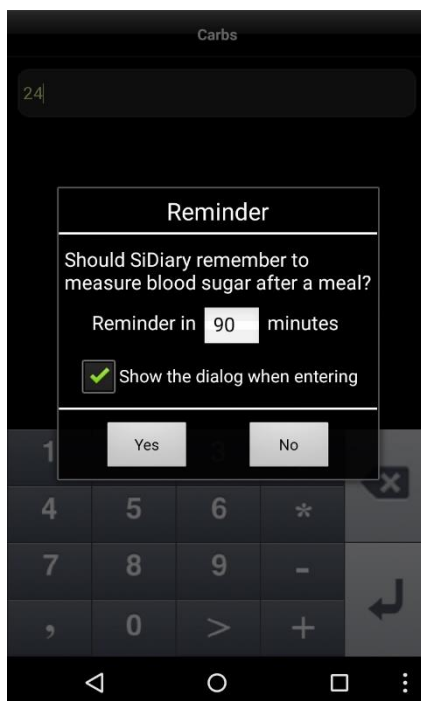 Carbs
24
Reminder
Should SiDiary remember to
measure blood sugar after a meal?
Reminder in 90 minutes
Show the dialog when entering
Yes No
1 3
4 5 6 *
7 8 9 -
, 0 > +